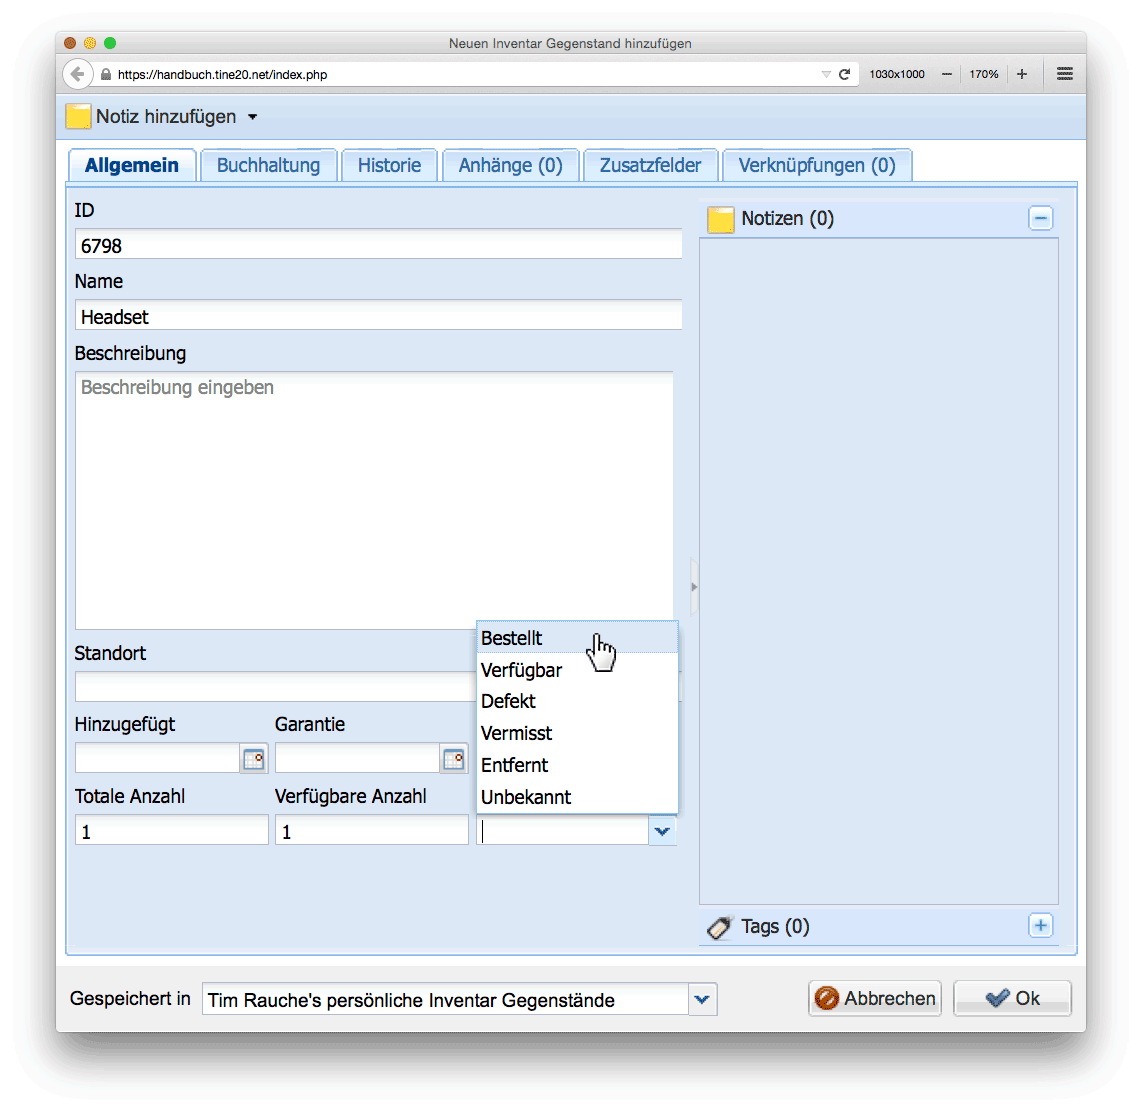 Neuen Inventar Gegenstand hinzufügen
https://handbuch.tine20.net/index.php 1030x1000 170%
Notiz hinzufügen
Allgemein Buchhaltung Historie Anhänge (0) Zusatzfelder Verknüpfungen (0)
ID
6798
Name
Headset
Beschreibung
Beschreibung eingeben
Standort
Hinzugefügt Garantie
Totale Anzahl Verfügbare Anzahl
1 1
Bestellt
Verfügbar
Defekt
Vermisst
Entfernt
Unbekannt
Notizen (0)
Tags (0)
Gespeichert in Tim Rauche's persönliche Inventar Gegenstände Abbrechen Ok